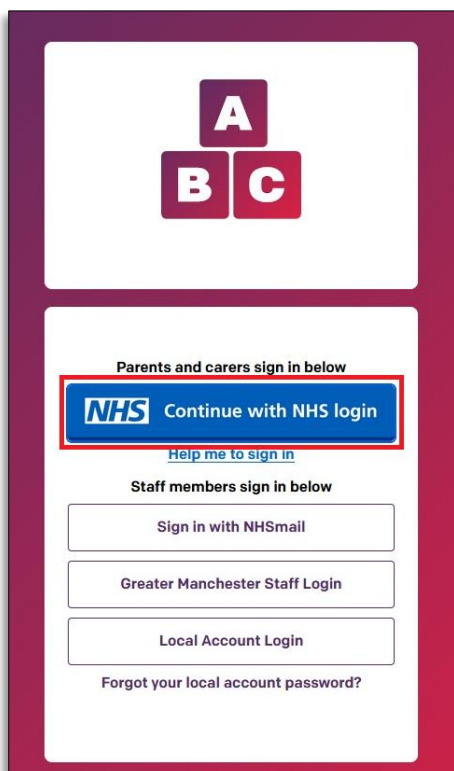 A
B C
Parents and carers sign in below
NHS Continue with NHS login
Help me to sign in
Staff members sign in below
Sign in with NHSmail
Greater Manchester Staff Login
Local Account Login
Forgot your local account password?